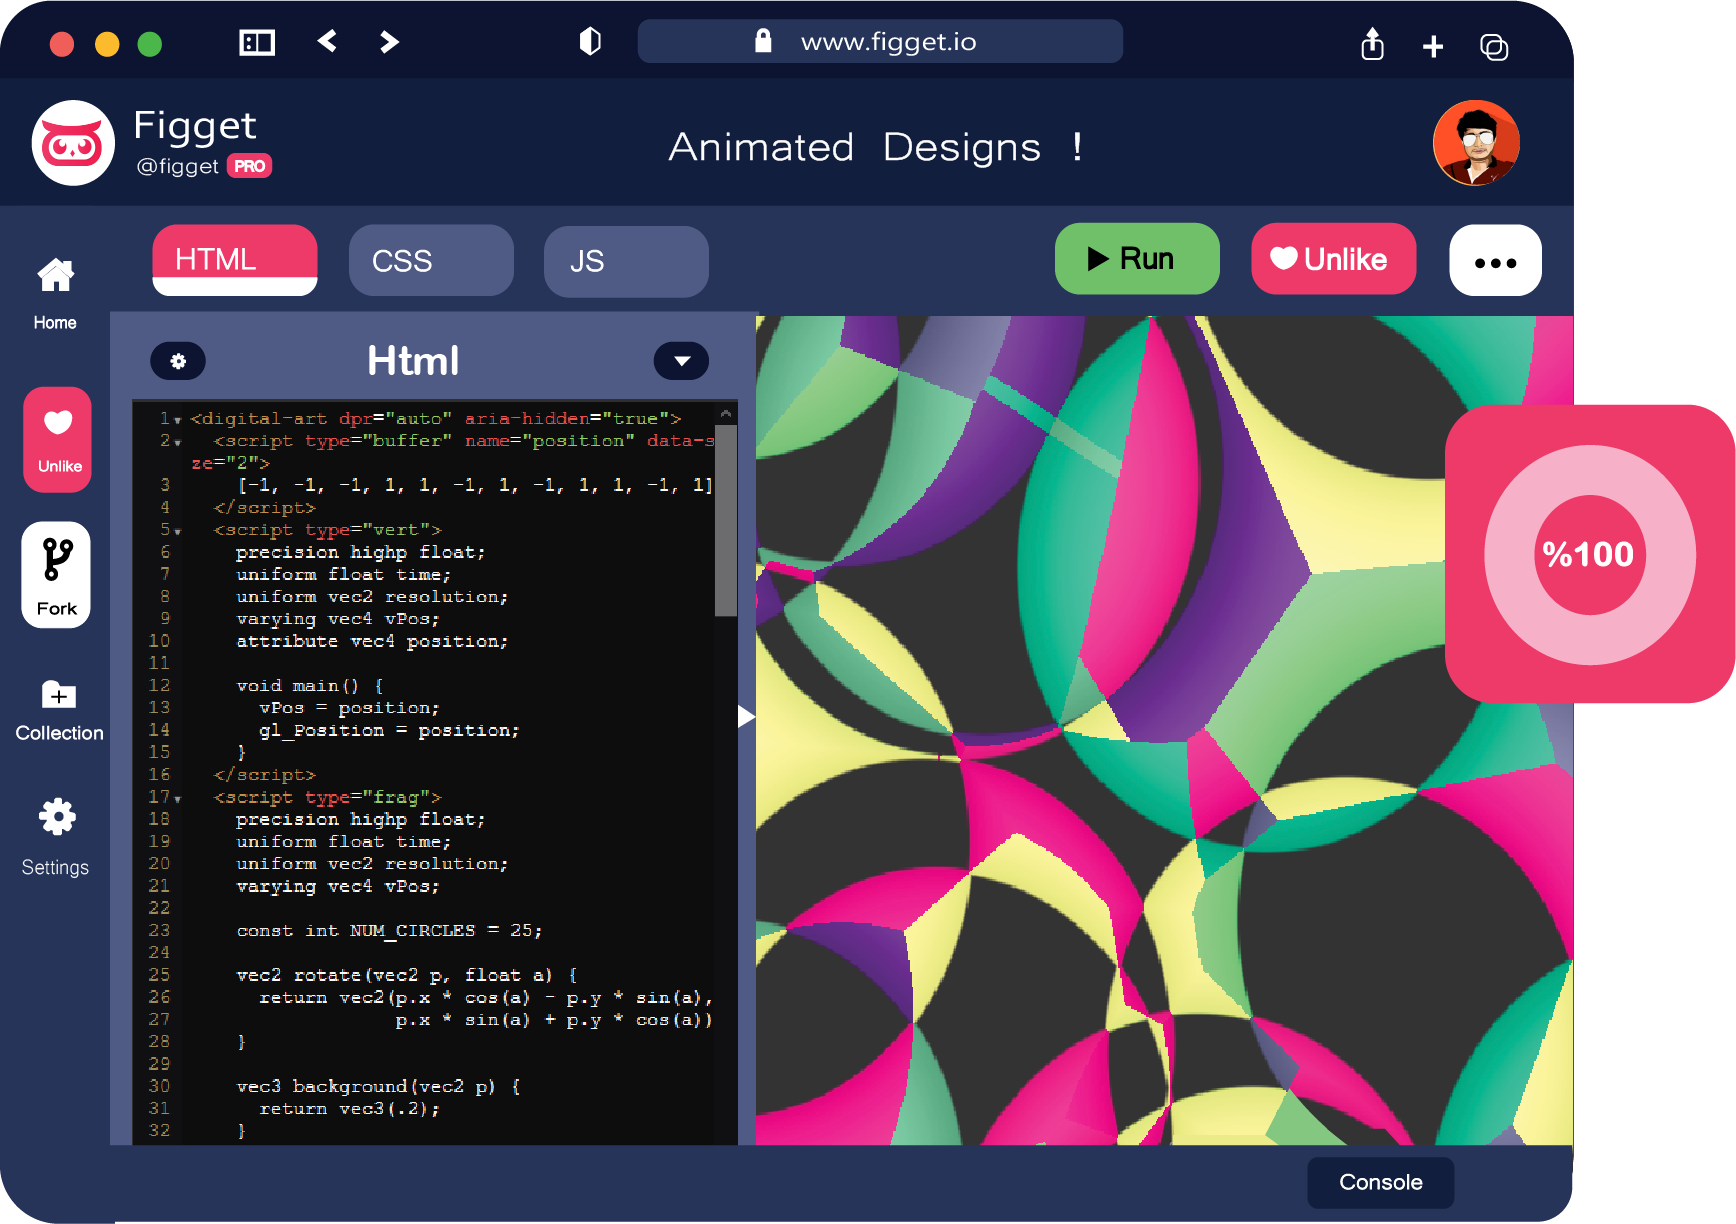 www.figget.io
Figget
@figget PRO
Animated Designs !
HTML
CSS
JS
Run
Unlike
Home
Unlike
Fork
Collection
Settings
Html
1 <digital-art dpr="auto" aria-hidden="true">
2 <script type="buffer" name="position" data-s
ze="2">
3 [-1, -1, -1, 1, 1, -1, 1, -1, 1, 1, -1, 1]
4 </script>
5 <script type="vert">
6 precision highp float;
7 uniform float time;
8 uniform vec2 resolution;
9 varying vec4 vPos;
10 attribute vec4 position;
11
12 void main() {
13 vPos = position;
14 gl_Position = position;
15 }
16 </script>
17 <script type="frag">
18 precision highp float;
19 uniform float time;
20 uniform vec2 resolution;
21 varying vec4 vPos;
22
23 const int NUM_CIRCLES = 25;
24
25 vec2 rotate(vec2 p, float a) {
26 return vec2(p.x * cos(a) - p.y * sin(a),
27 p.x * sin(a) + p.y * cos(a))
28 }
29
30 vec3 background(vec2 p) {
31 return vec3(.2);
32 }
%100
Console